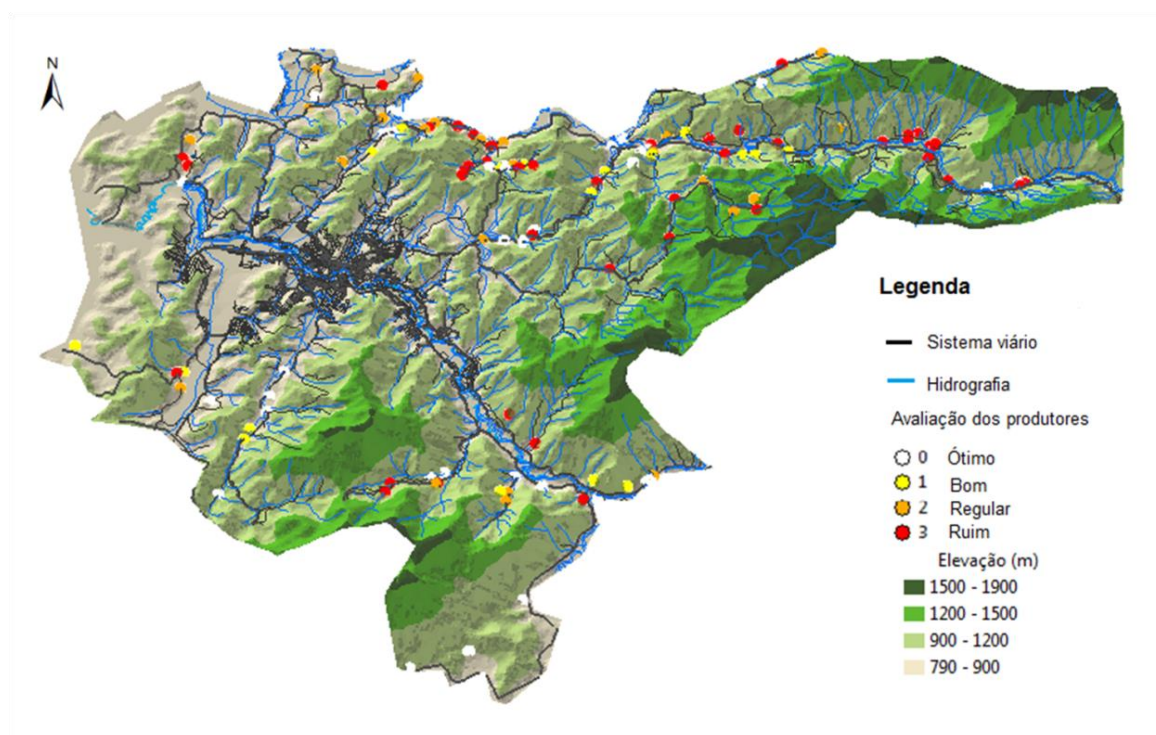 N
Legenda
Sistema viário
Hidrografia
Avaliação dos produtores
0 Ótimo
1 Bom
2 Regular
3 Ruim
Elevação (m)
1500 - 1900
1200 - 1500
900 - 1200
790 - 900